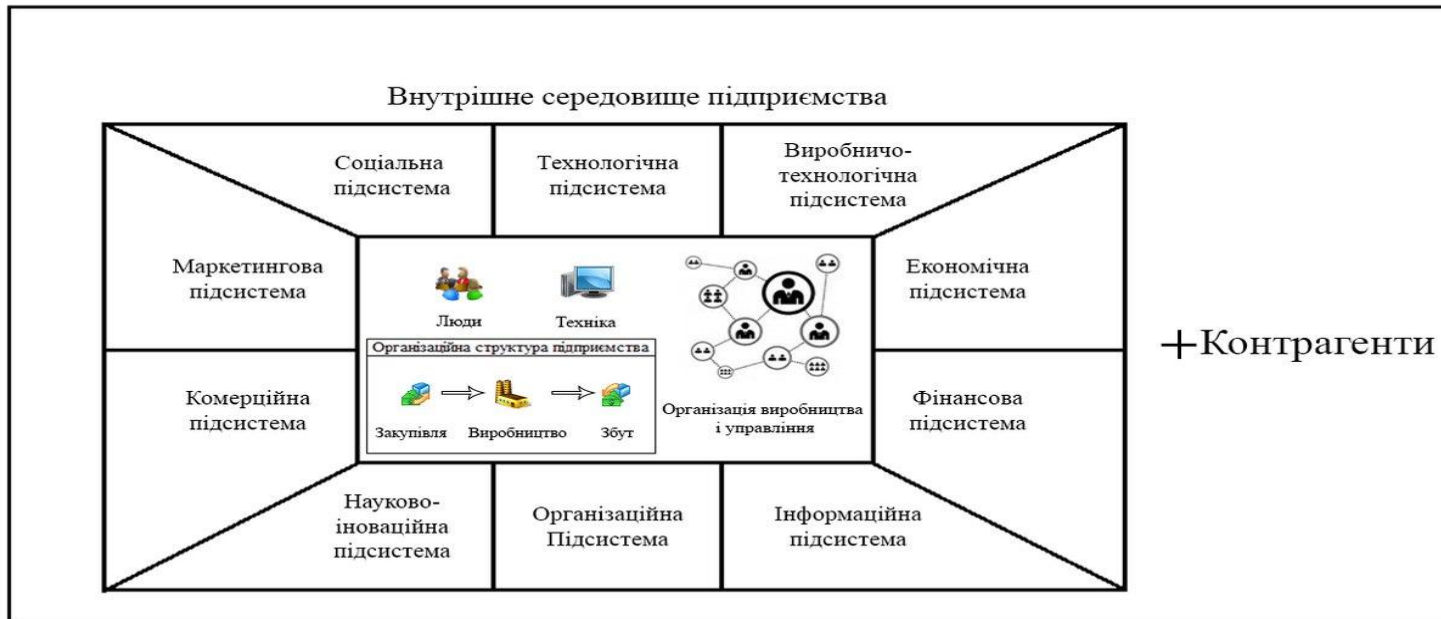 Внутрішнє середовище підприємства
Соціальна
підсистема
Технологічна
підсистема
Виробничо-
технологічна
підсистема
Маркетингова
підсистема
Економічна
підсистема
Люди
Техніка
Організаційна структура підприємства
Закупівля
Виробництво
Збут
Організація виробництва
і управління
+Контрагенти
Комерційна
підсистема
Фінансова
підсистема
Науково-
іноваційна
підсистема
Організаційна
Підсистема
Інформаційна
підсистема